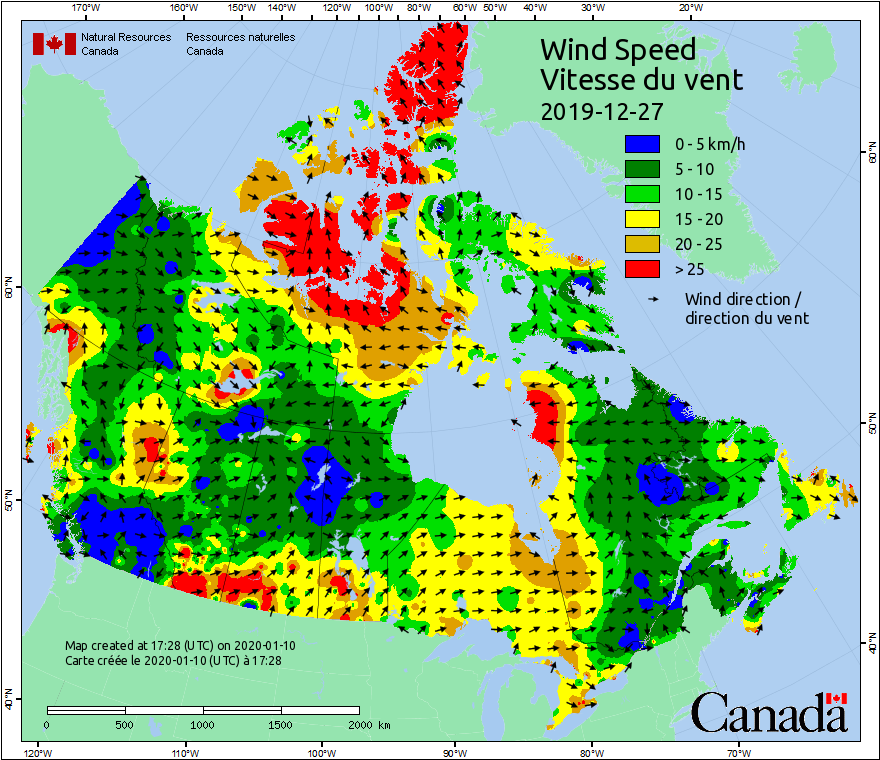 170°W 160°W 150°W 140°W 120°W 100°W 80°W 60°W 50°W 40°W 30°W 20°W
Natural Resources Ressources naturelles
Canada Canada
Wind Speed
Vitesse du vent
2019-12-27
0 - 5 km/h
5 - 10
10 - 15
15 - 20
20 - 25
> 25
Wind direction /
direction du vent
60°N 60°N
50°N 50°N
40°N 40°N
Map created at 17:28 (UTC) on 2020-01-10
Carte créée le 2020-01-10 (UTC) à 17:28
0 500 1000 1500 2000 km
Canada
120°W 110°W 100°W 90°W 80°W 70°W